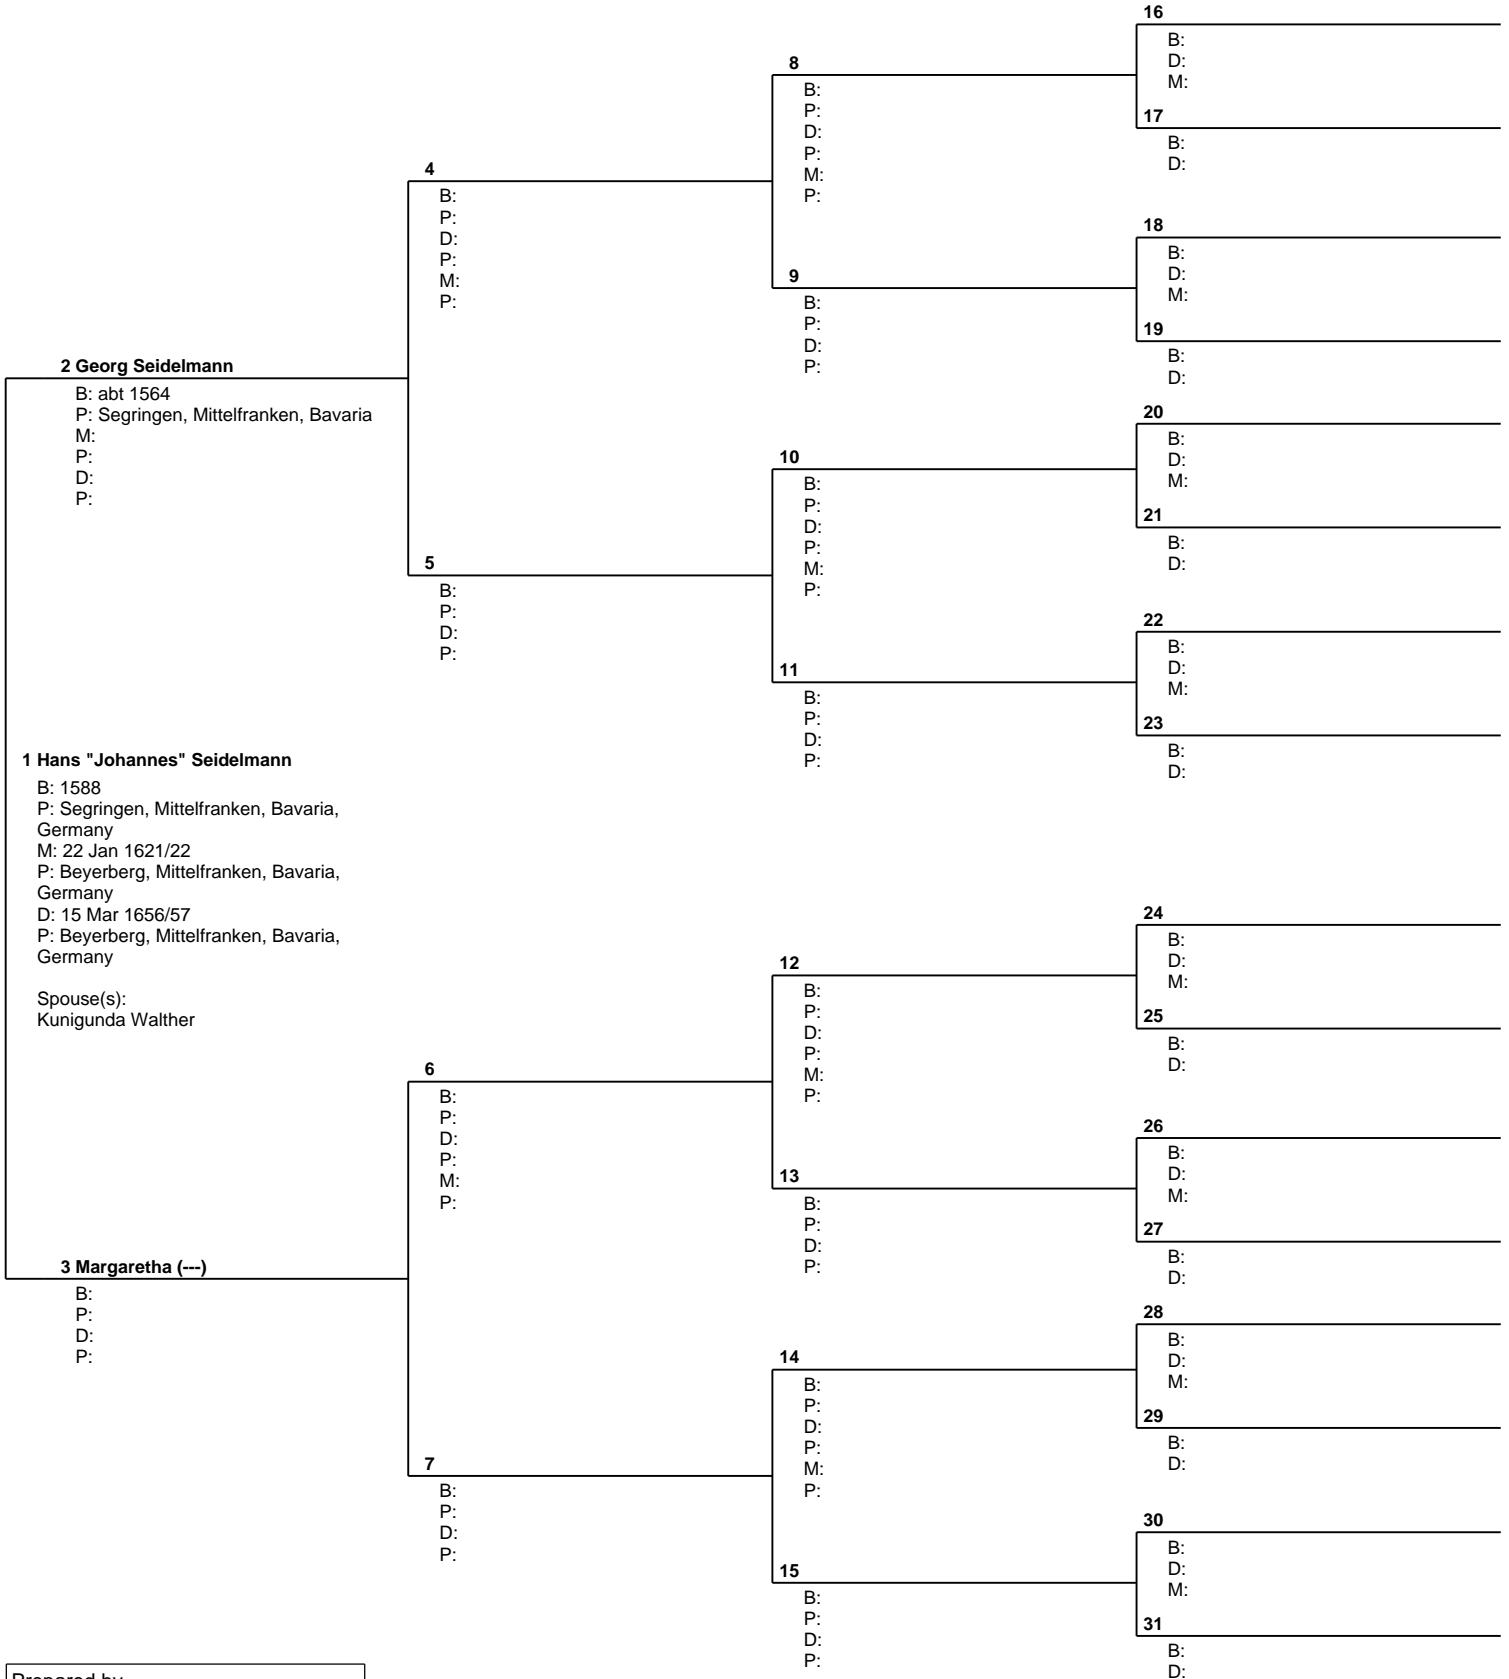 16
B:
D:
M:
8
B:
P:
D:
P:
M:
P:
17
B:
D:
4
B:
P:
D:
P:
M:
P:
18
B:
D:
M:
9
B:
P:
D:
P:
19
B:
D:
2 Georg Seidelmann
B: abt 1564
P: Segringen, Mittelfranken, Bavaria
M:
P:
D:
P:
20
B:
D:
M:
10
B:
P:
D:
P:
M:
P:
21
B:
D:
5
B:
P:
D:
P:
22
B:
D:
M:
11
B:
P:
D:
P:
23
B:
D:
1 Hans "Johannes" Seidelmann
B: 1588
P: Segringen, Mittelfranken, Bavaria,
Germany
M: 22 Jan 1621/22
P: Beyerberg, Mittelfranken, Bavaria,
Germany
D: 15 Mar 1656/57
P: Beyerberg, Mittelfranken, Bavaria,
Germany
Spouse(s):
Kunigunda Walther
24
B:
D:
M:
12
B:
P:
D:
P:
M:
P:
25
B:
D:
6
B:
P:
D:
P:
M:
P:
26
B:
D:
M:
13
B:
P:
D:
P:
27
B:
D:
3 Margaretha (---)
B:
P:
D:
P:
28
B:
D:
M:
14
B:
P:
D:
P:
M:
P:
29
B:
D:
7
B:
P:
D:
P:
30
B:
D:
M:
15
B:
P:
D:
P:
31
B:
D:
Prepared by